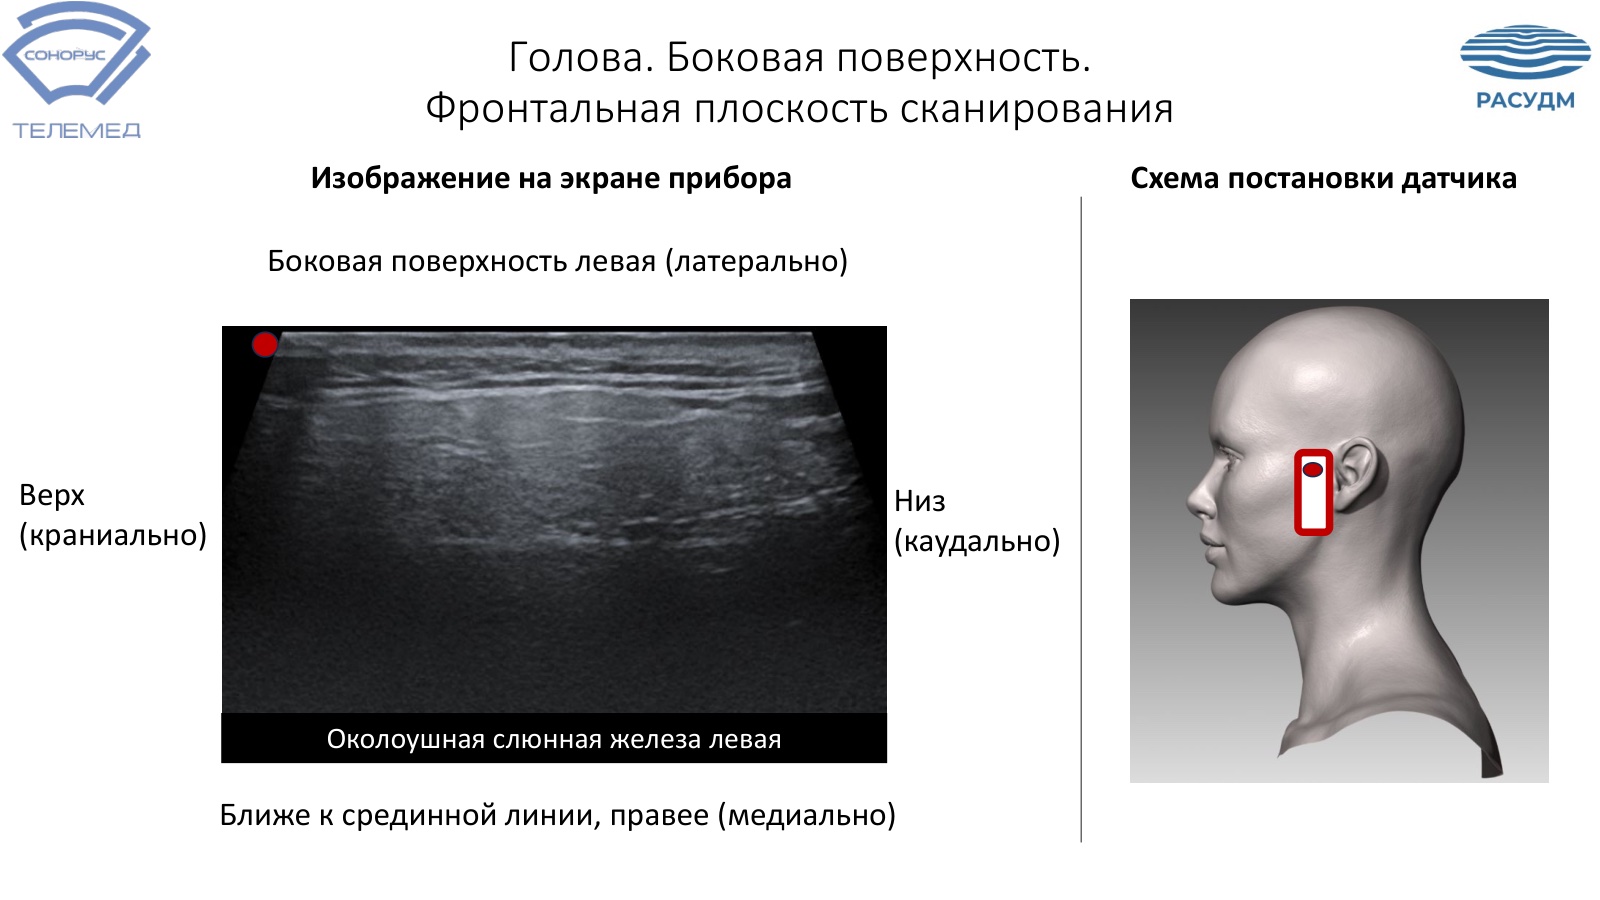 СОНОРУС
ТЕЛЕМЕД
Голова. Боковая поверхность.
Фронтальная плоскость сканирования
РАСУДМ
Изображение на экране прибора
Схема постановки датчика
Боковая поверхность левая (латерально)
Верх
(краниально)
Низ
(каудально)
Околоушная слюнная железа левая
Ближе к срединной линии, правее (медиально)